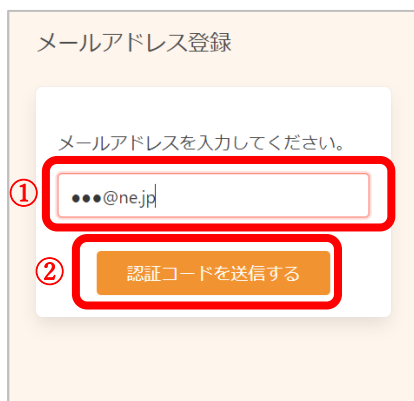 メールアドレス登録
メールアドレスを入力してください。
①
●●●@ne.jp
②
認証コードを送信する